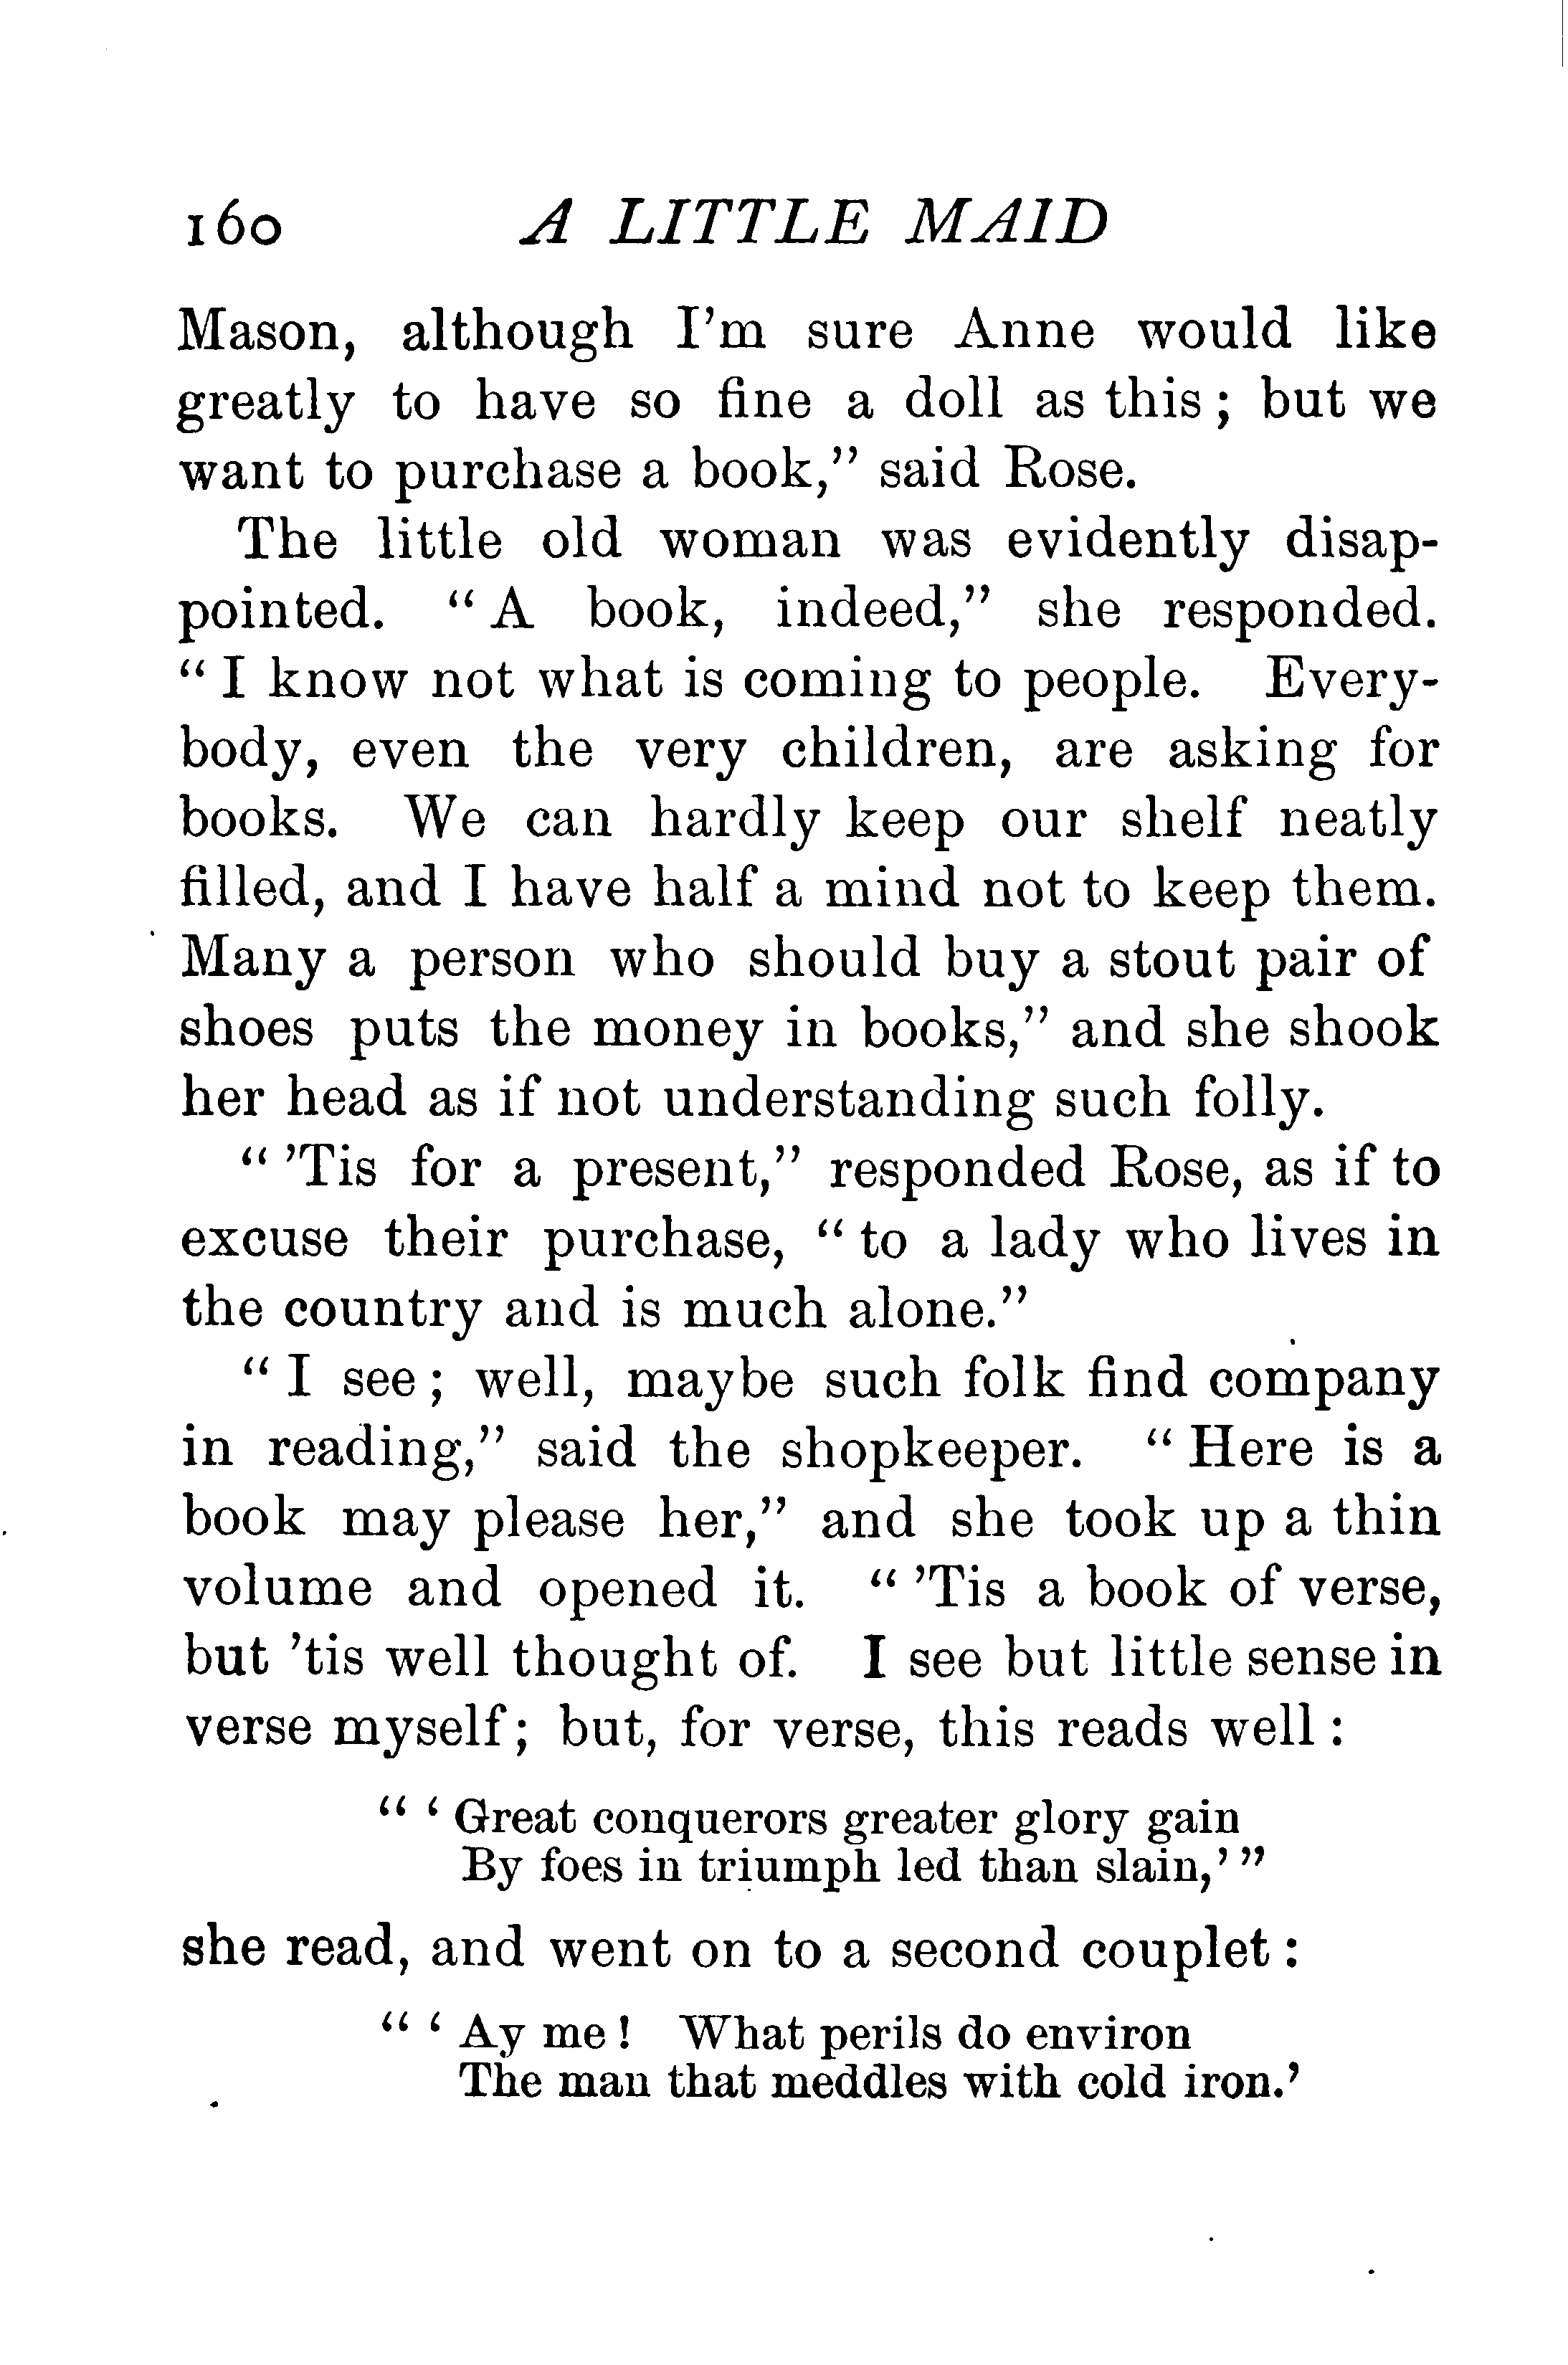 160 A LITTLE MAID
Mason, although I'm sure Anne would like
greatly to have so fine a doll as this; but we
want to purchase a book," said Rose.
The little old woman was evidently disap-
pointed. "A book, indeed," she responded.
"I know not what is coming to people. Every-
body, even the very children, are asking for
books. We can hardly keep our shelf neatly
filled, and I have half a mind not to keep them.
Many a person who should buy a stout pair of
shoes puts the money in books," and she shook
her head as if not understanding such folly.
"'Tis for a present," responded Rose, as if to
excuse their purchase, "to a lady who lives in
the country and is much alone."
"I see; well, maybe such folk find company
in reading," said the shopkeeper. "Here is a
book may please her," and she took up a thin
volume and opened it. "'Tis a book of verse,
but 'tis well thought of. I see but little sense in
verse myself; but, for verse, this reads well:
"'Great conquerors greater glory gain
By foes in triumph led than slain,'"
she read, and went on to a second couplet:
"'Ay me! What perils do environ
The man that meddles with cold iron.'